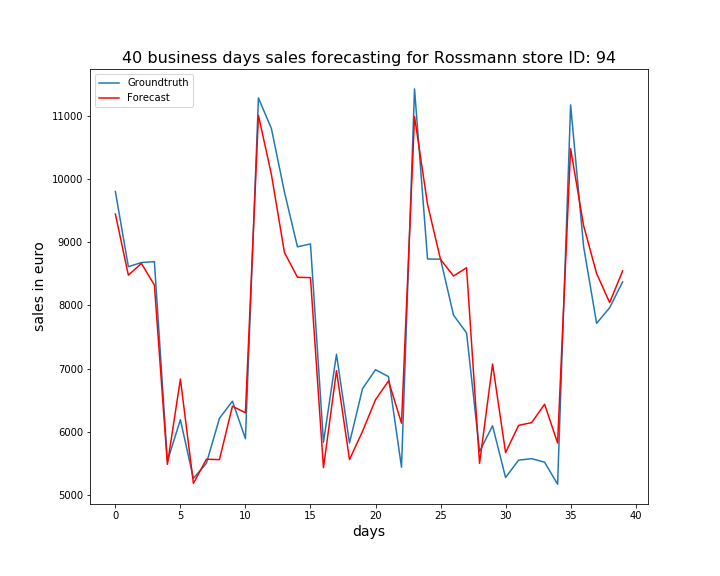 40 business days sales forecasting for Rossmann store ID: 94
Groundtruth
Forecast
11000
10000
9000
8000
7000
6000
5000
sales in euro
0 5 10 15 20 25 30 35 40
days